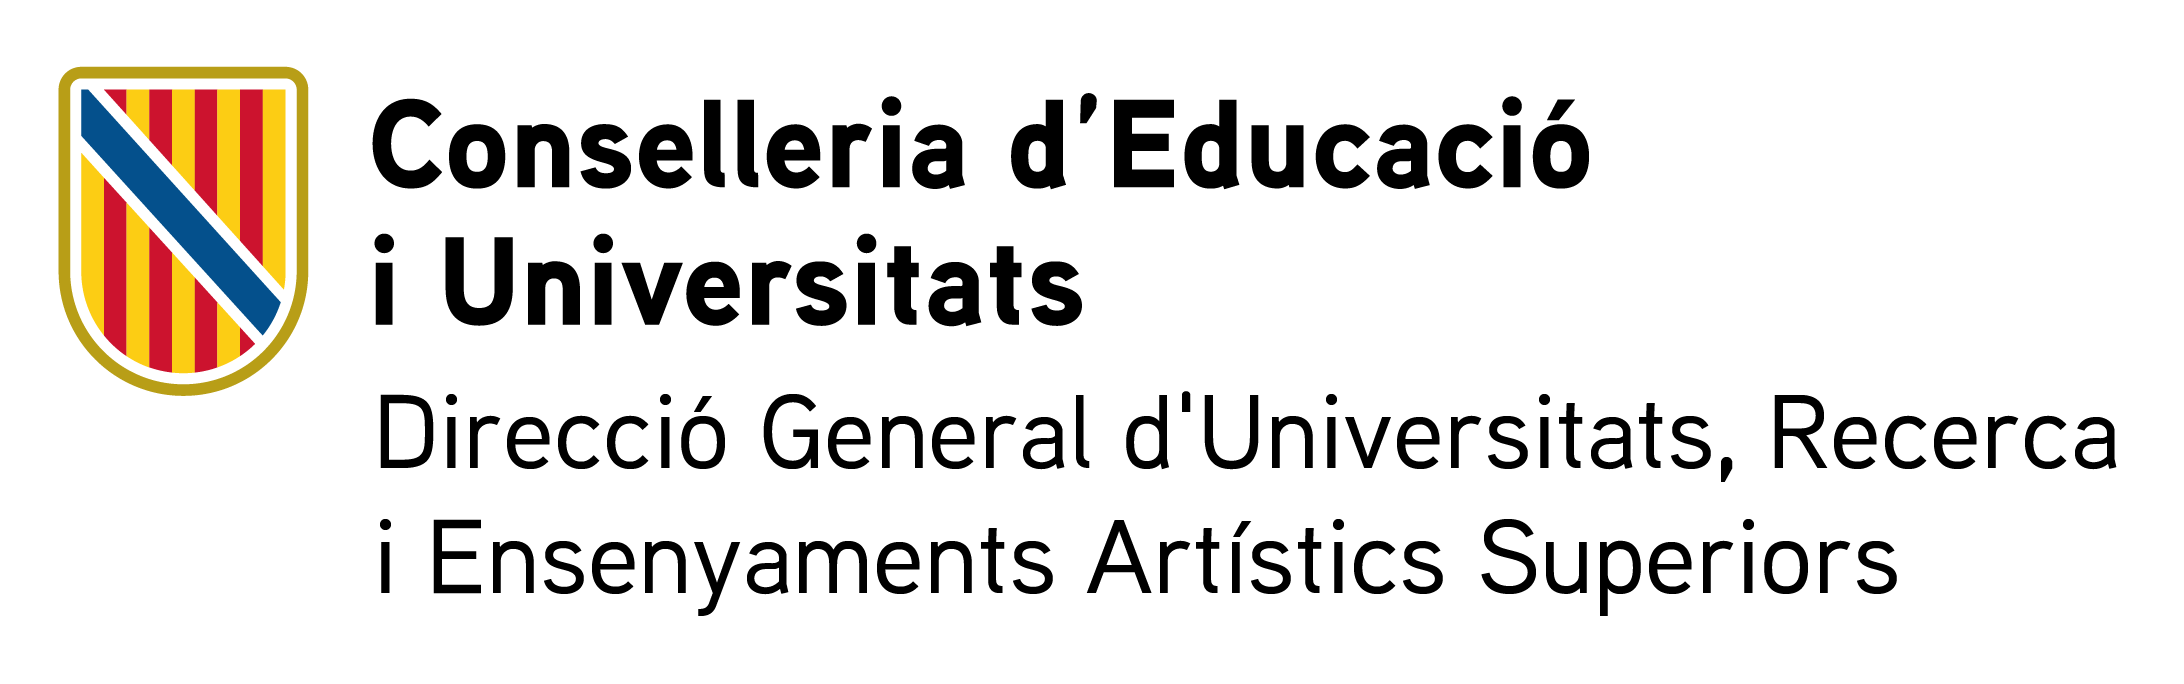 Conselleria d’Educació
i Universitats
Direcció General d'Universitats, Recerca
i Ensenyaments Artístics Superiors